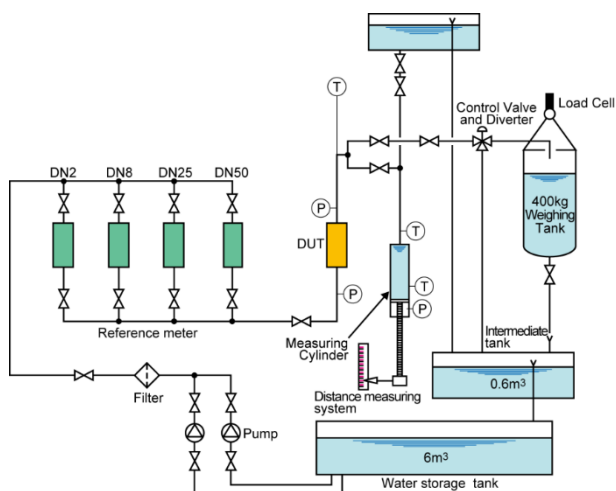 T
Control Valve
and Diverter
Load Cell
DN2
DN8
DN25
DN50
P
400kg
Weighing
Tank
DUT
T
T
P
P
Reference meter
Measuring
Cylinder
Intermediate
tank
Distance measuring
system
0.6m³
Filter
Pump
6m³
Water storage tank